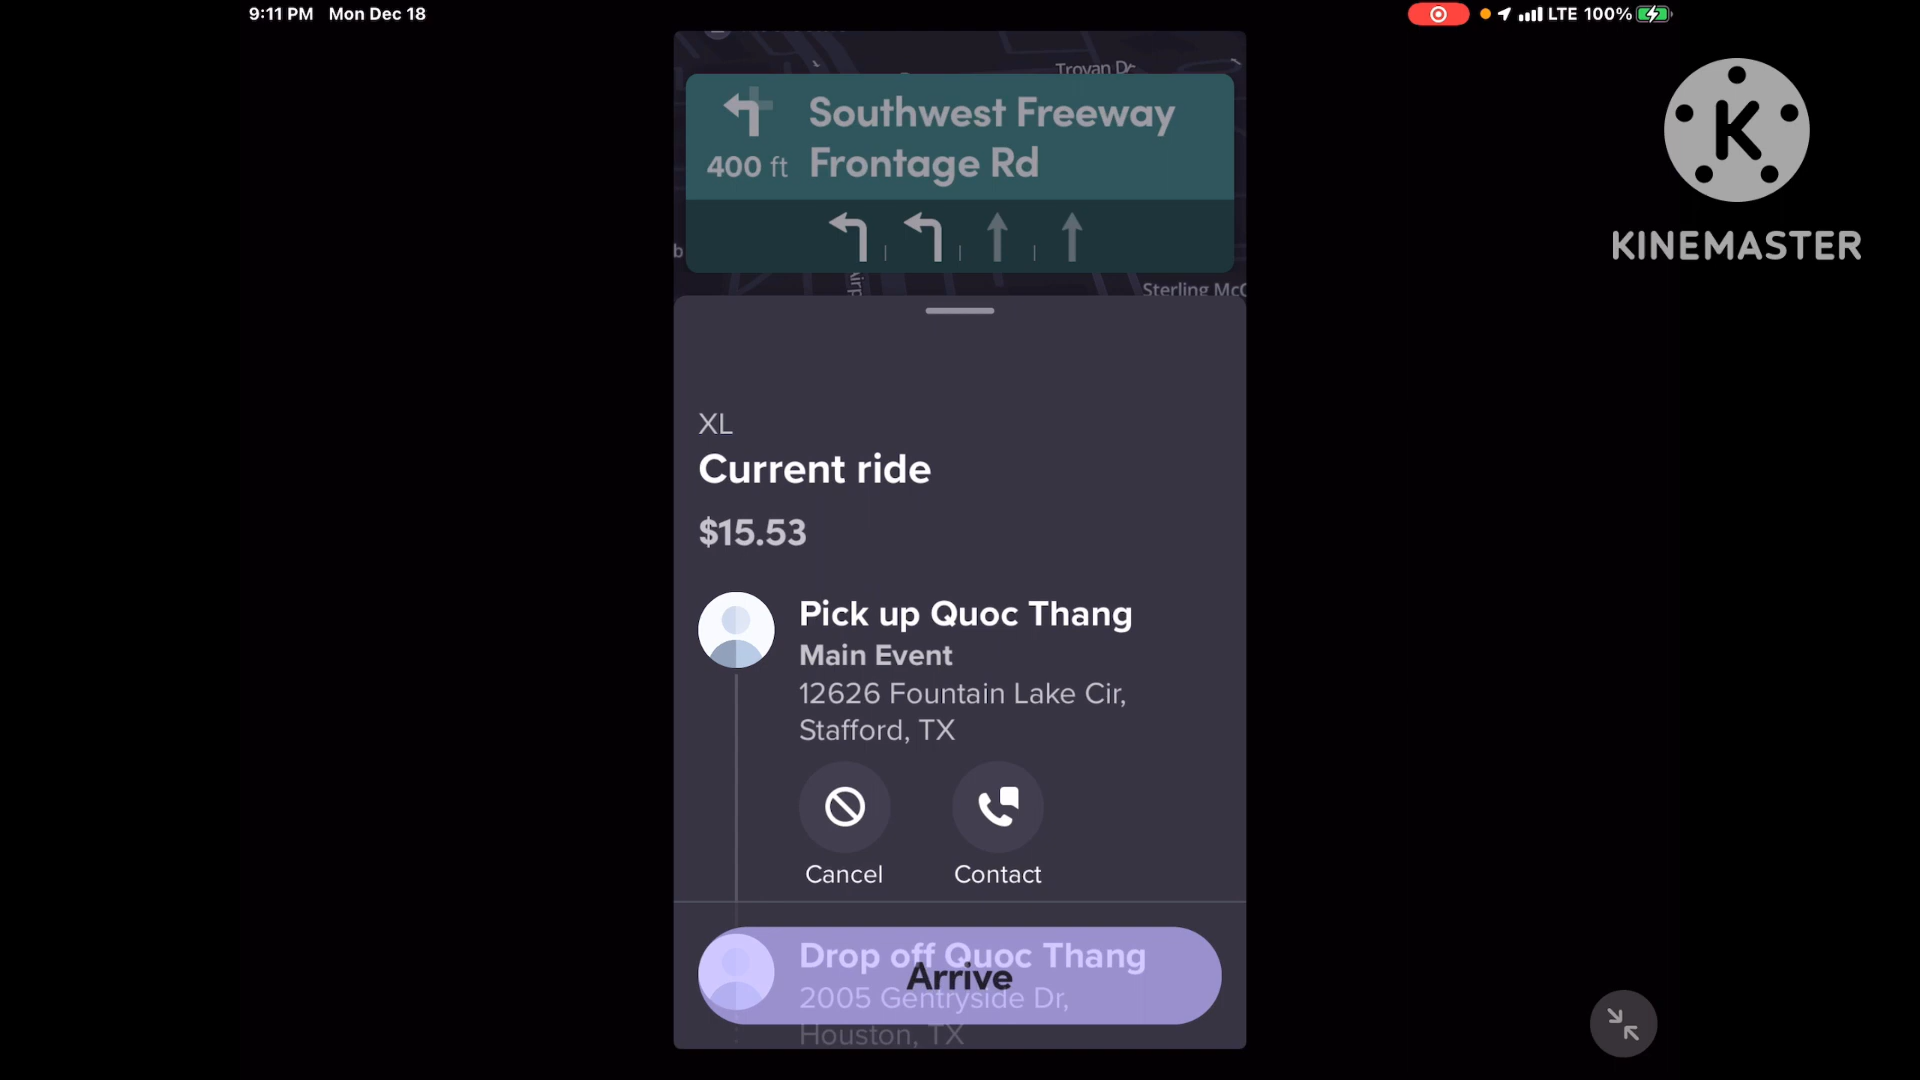 9:11 PM Mon Dec 18
LTE 100%
Troyan Dr
Southwest Freeway
400 ft Frontage Rd
Sterling McC
XL
Current ride
$15.53
Pick up Quoc Thang
Main Event
12626 Fountain Lake Cir,
Stafford, TX
Cancel Contact
Drop off Quoc Thang
Arrive
2005 Gentryside Dr,
Houston, TX
K
KINEMASTER